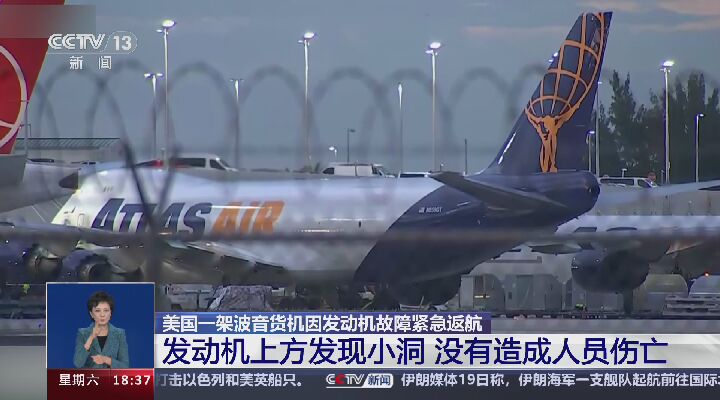 CCTV 13
新闻
ATLAS AIR
美国一架波音货机因发动机故障紧急返航
发动机上方发现小洞 没有造成人员伤亡
星期六 18:37 打击以色列和美英船只。 CCTV 新闻 伊朗媒体19日称，伊朗海军一支舰队起航前往国际